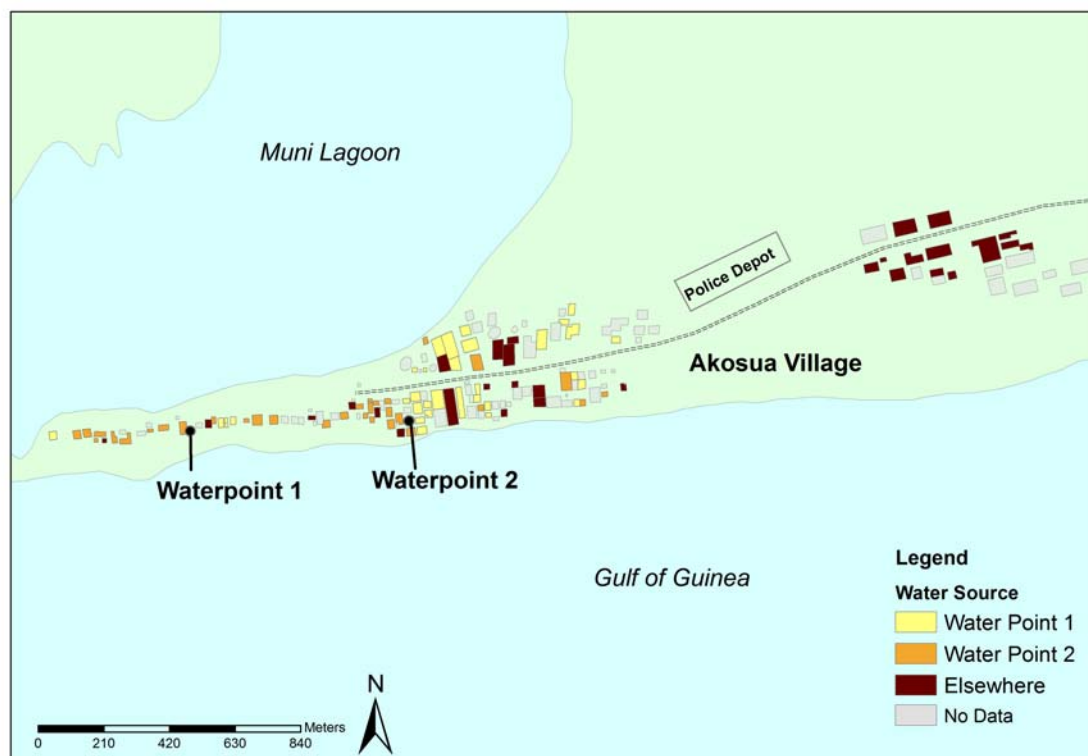 Muni Lagoon
Police Depot
Akosua Village
Waterpoint 1
Waterpoint 2
Gulf of Guinea
Legend
Water Source
Water Point 1
Water Point 2
Elsewhere
No Data
N
Meters
0 210 420 630 840